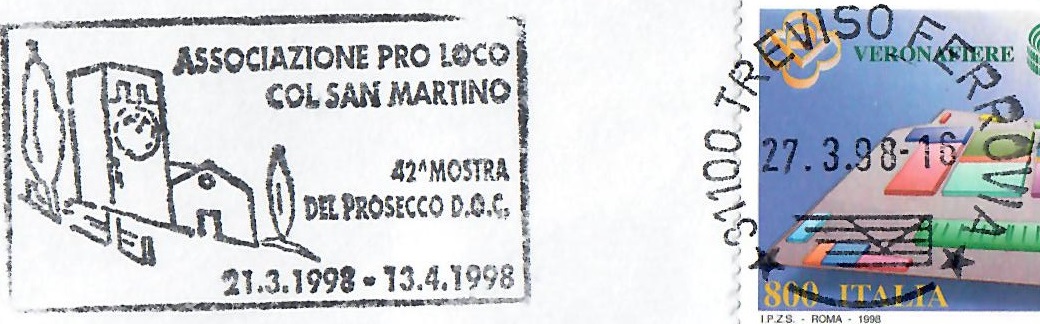 ASSOCIAZIONE PRO LOCO
COL SAN MARTINO
42ª MOSTRA
DEL PROSECCO D.O.C.
21.3.1998 - 13.4.1998
31100 TREVISO FERROVIA
27.3.98-16
VERONAFIERE
800 ITALIA
I.P.Z.S. - ROMA - 1998